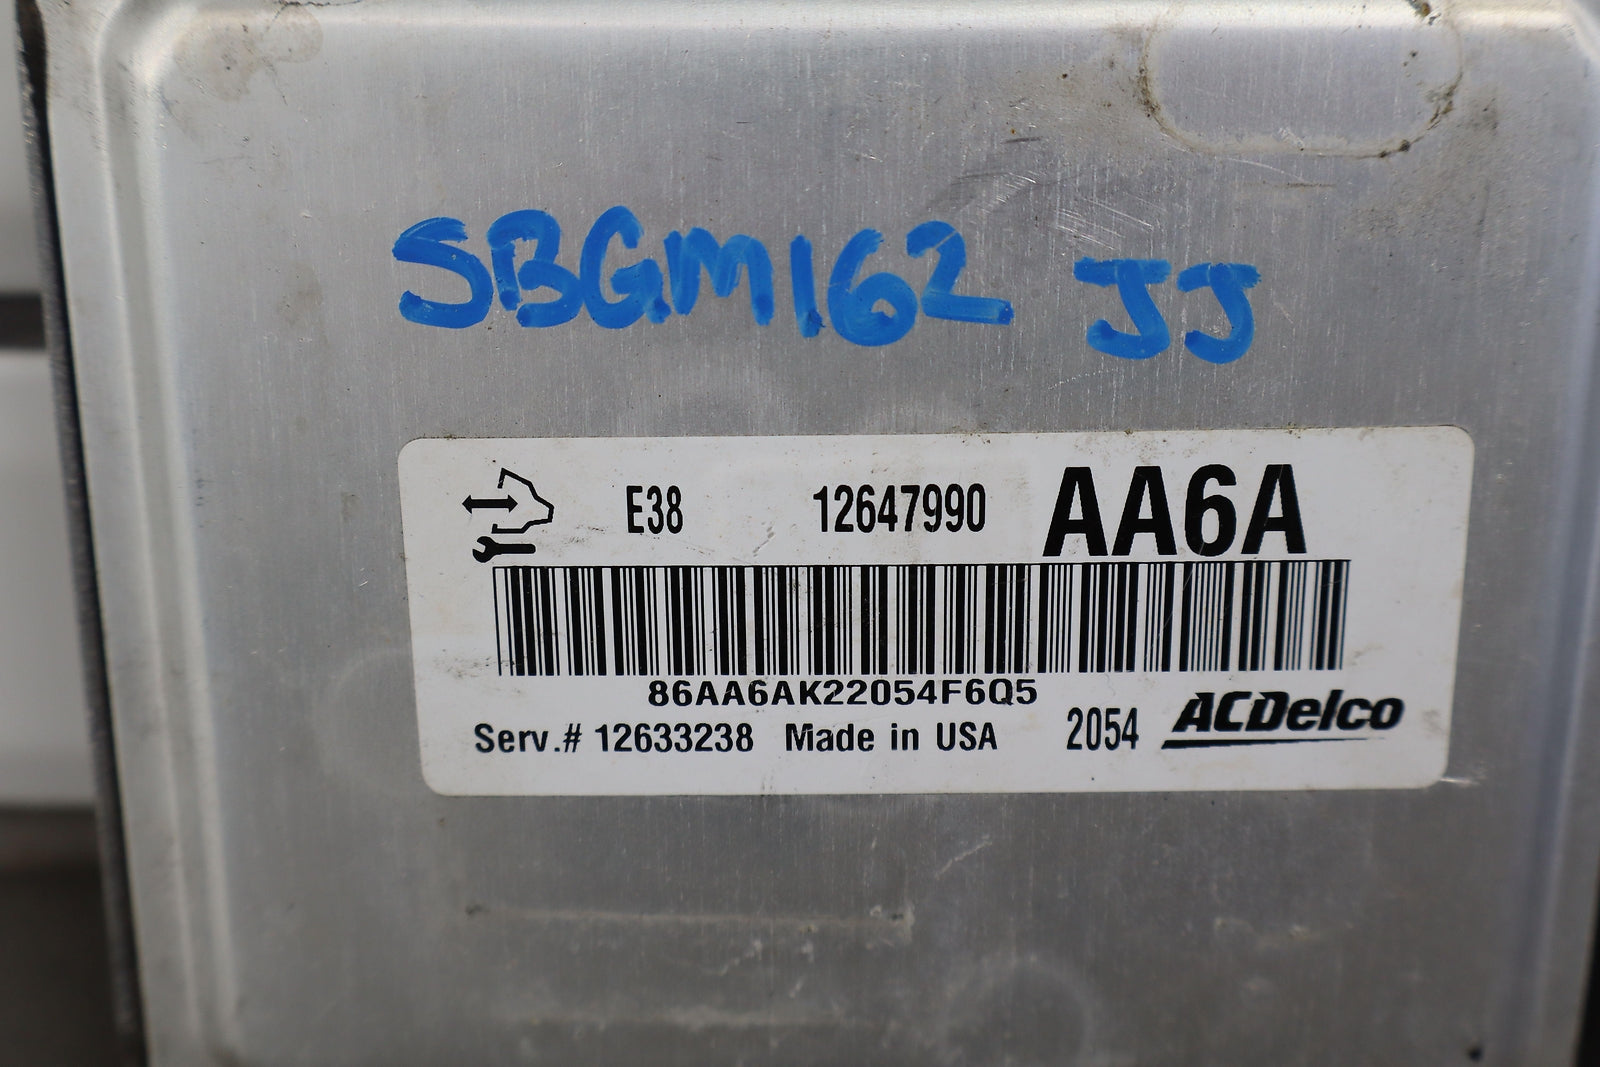 SBGM162 JJ
E38 12647990 AA6A
86AA6AK22054F6Q5
Serv.# 12633238 Made in USA 2054 ACDelco